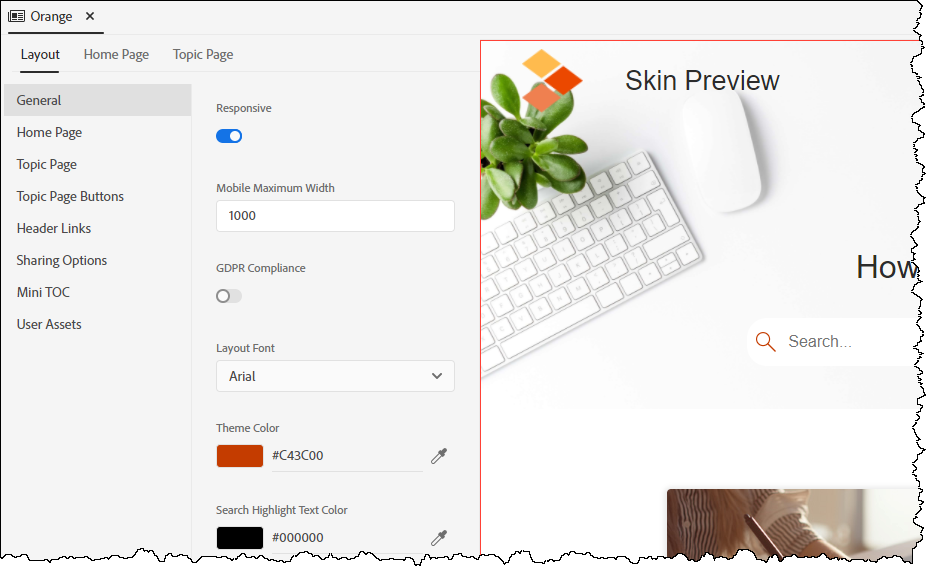 Orange
Layout Home Page Topic Page
General
Home Page
Topic Page
Topic Page Buttons
Header Links
Sharing Options
Mini TOC
User Assets
Responsive
Mobile Maximum Width
1000
GDPR Compliance
Layout Font
Arial
Theme Color
#C43C00
Search Highlight Text Color
#000000
Skin Preview
How
Search...